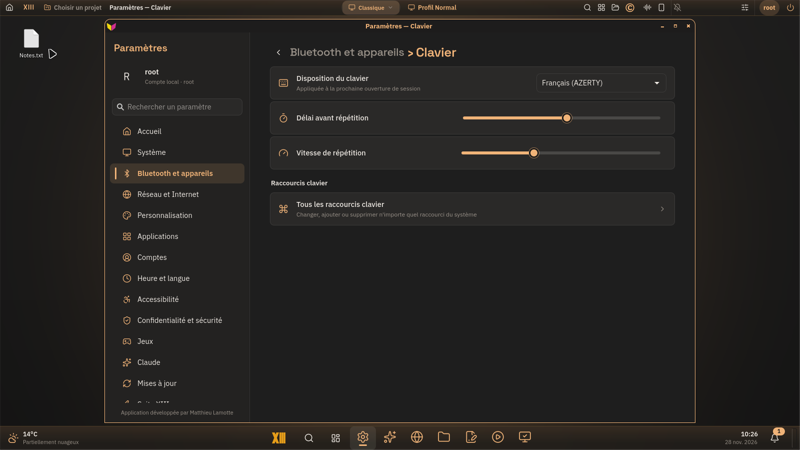 XIII Choisir un projet Paramètres — Clavier Classique Profil Normal root
Paramètres — Clavier
Notes.txt
Paramètres
R
root
Compte local · root
Rechercher un paramètre
Accueil
Système
Bluetooth et appareils
Réseau et Internet
Personnalisation
Applications
Comptes
Heure et langue
Accessibilité
Confidentialité et sécurité
Jeux
Claude
Mises à jour
Application développée par Matthieu Lamotte
Bluetooth et appareils > Clavier
Disposition du clavier
Appliquée à la prochaine ouverture de session
Français (AZERTY)
Délai avant répétition
Vitesse de répétition
Raccourcis clavier
Tous les raccourcis clavier
Changer, ajouter ou supprimer n'importe quel raccourci du système
14°C
Partiellement nuageux
XIII
10:26
28 nov. 2026
1